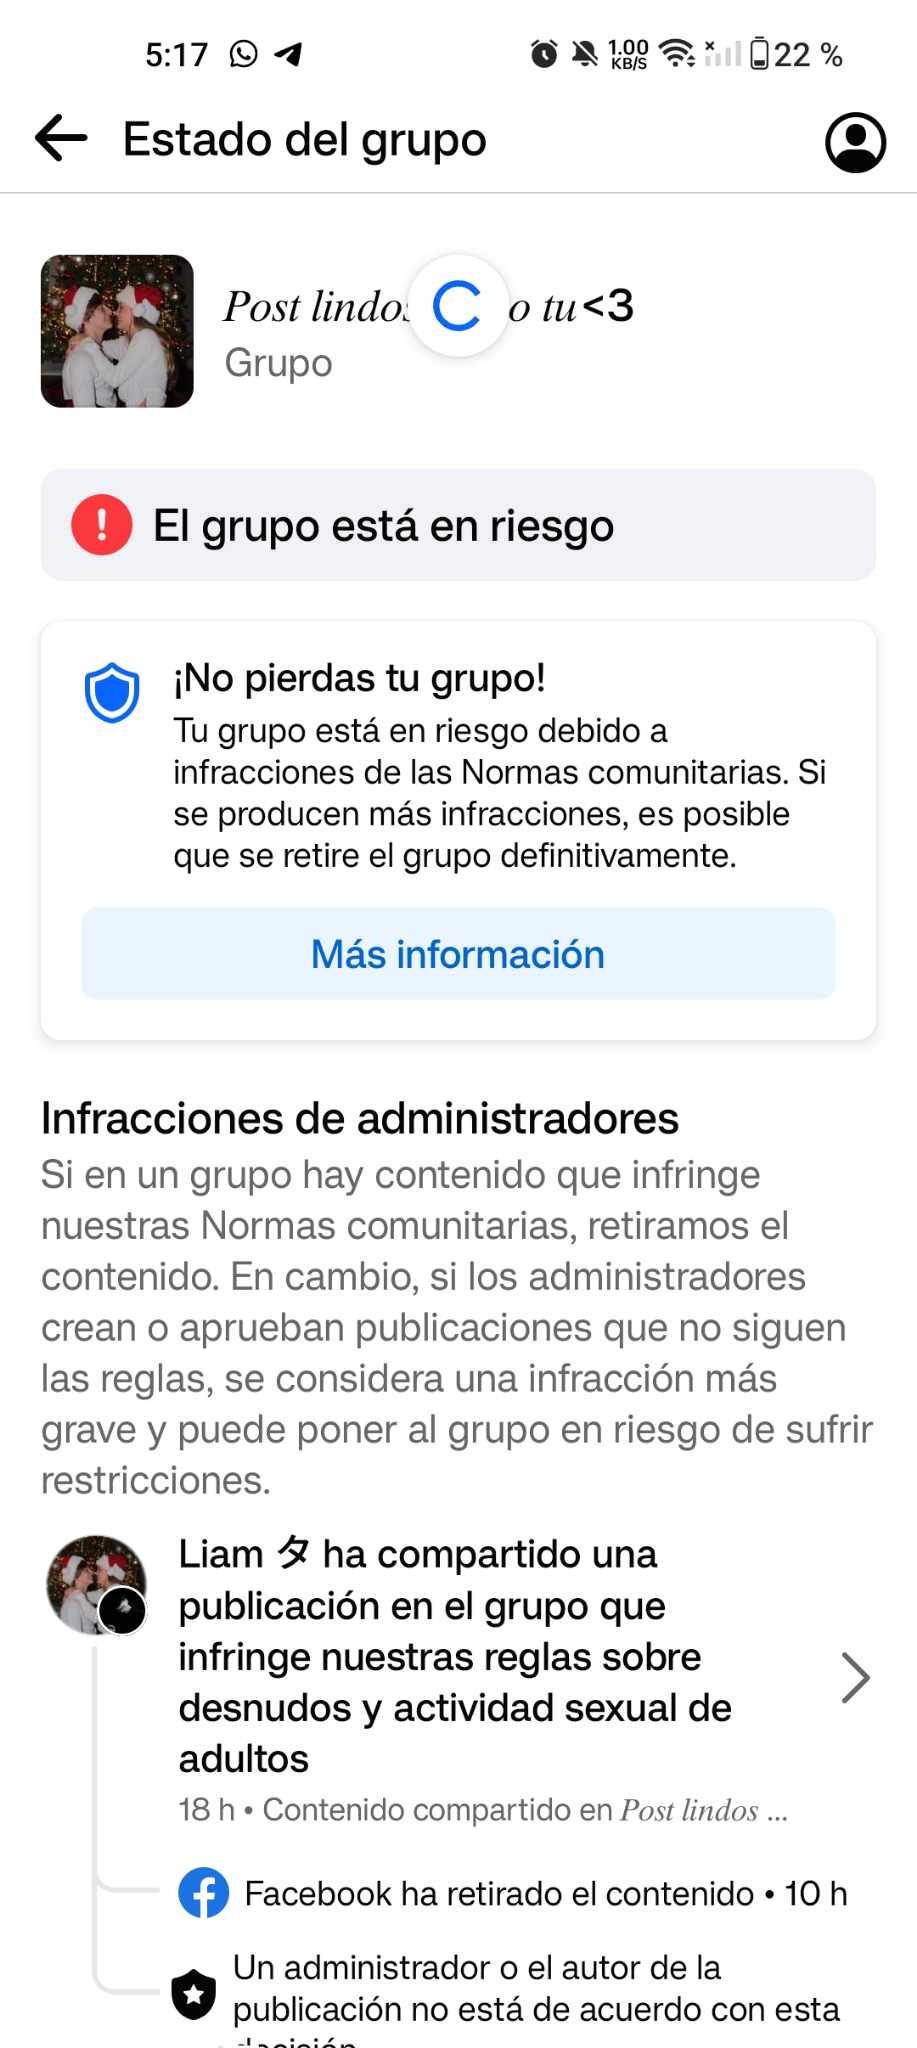 5:17
1.00 KB/S
22 %
Estado del grupo
Post lindos o tu<3
Grupo
El grupo está en riesgo
¡No pierdas tu grupo!
Tu grupo está en riesgo debido a
infracciones de las Normas comunitarias. Si
se producen más infracciones, es posible
que se retire el grupo definitivamente.
Más información
Infracciones de administradores
Si en un grupo hay contenido que infringe
nuestras Normas comunitarias, retiramos el
contenido. En cambio, si los administradores
crean o aprueban publicaciones que no siguen
las reglas, se considera una infracción más
grave y puede poner al grupo en riesgo de sufrir
restricciones.
Liam タ ha compartido una
publicación en el grupo que
infringe nuestras reglas sobre
desnudos y actividad sexual de
adultos
18 h • Contenido compartido en Post lindos ...
Facebook ha retirado el contenido • 10 h
Un administrador o el autor de la
publicación no está de acuerdo con esta
decisión